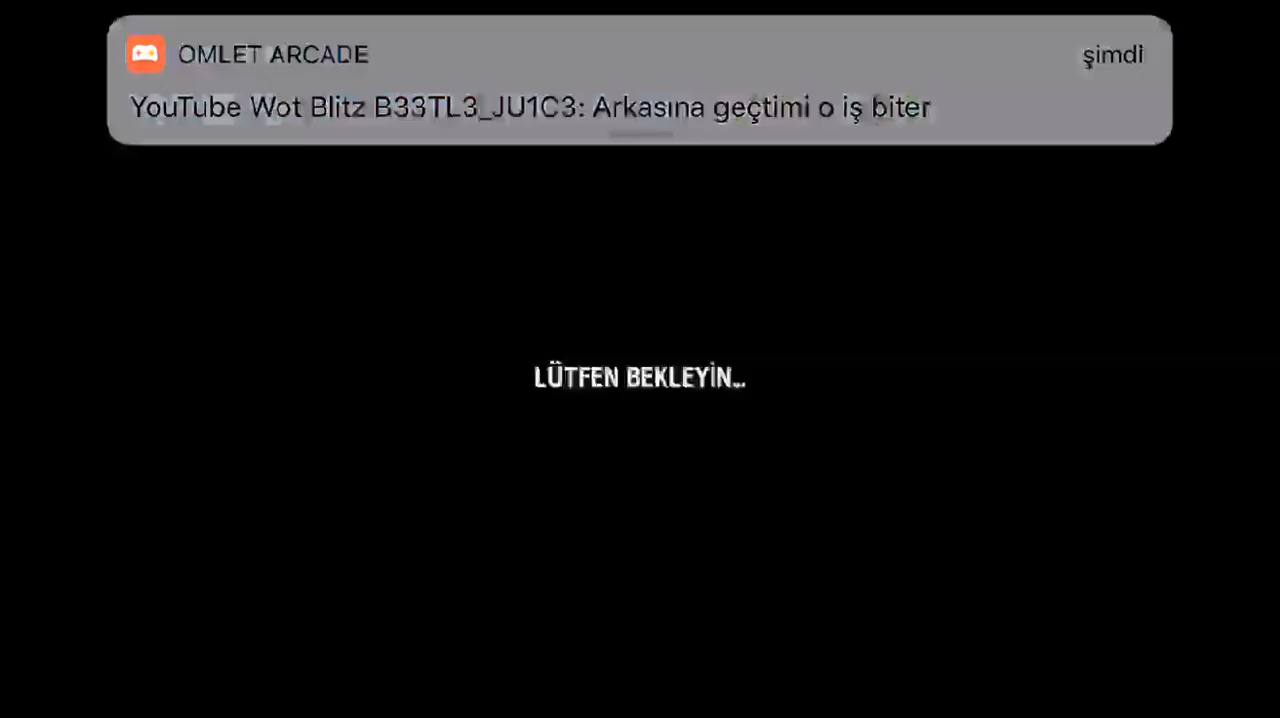 OMLET ARCADE şimdi
YouTube Wot Blitz B33TL3_JU1C3: Arkasına geçtimi o iş biter
LÜTFEN BEKLEYİN...